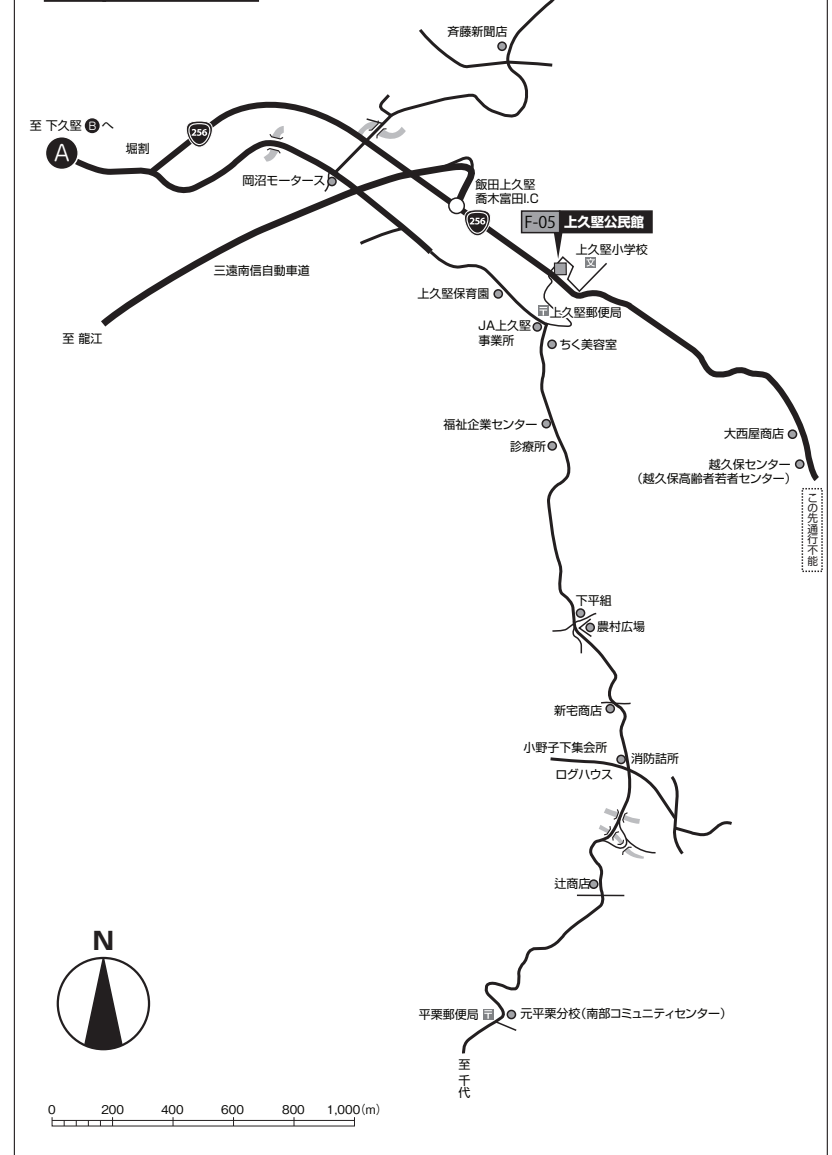 斉藤新聞店
至 下久堅 B へ
A
堀割
256
岡沼モータース
飯田上久堅
喬木富田I.C
256
F-05 上久堅公民館
上久堅小学校
文
三遠南信自動車道
上久堅保育園
〒上久堅郵便局
至 龍江
JA上久堅
事業所
ちく美容室
福祉企業センター
診療所
大西屋商店
越久保センター
(越久保高齢者若者センター)
この先通行不能
下平組
農村広場
新宅商店
小野子下集会所
消防詰所
ログハウス
辻商店
N
平栗郵便局 〒
元平栗分校(南部コミュニティセンター)
至 千代
0 200 400 600 800 1,000(m)